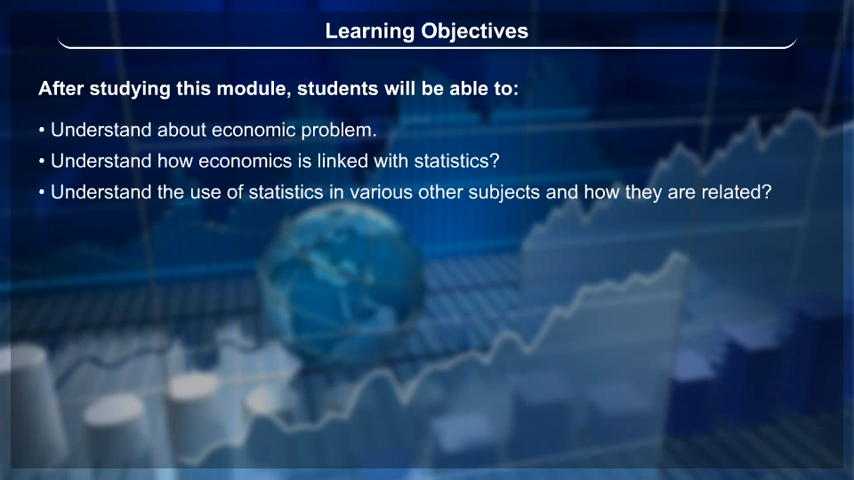 Learning Objectives
After studying this module, students will be able to:
• Understand about economic problem.
• Understand how economics is linked with statistics?
• Understand the use of statistics in various other subjects and how they are related?